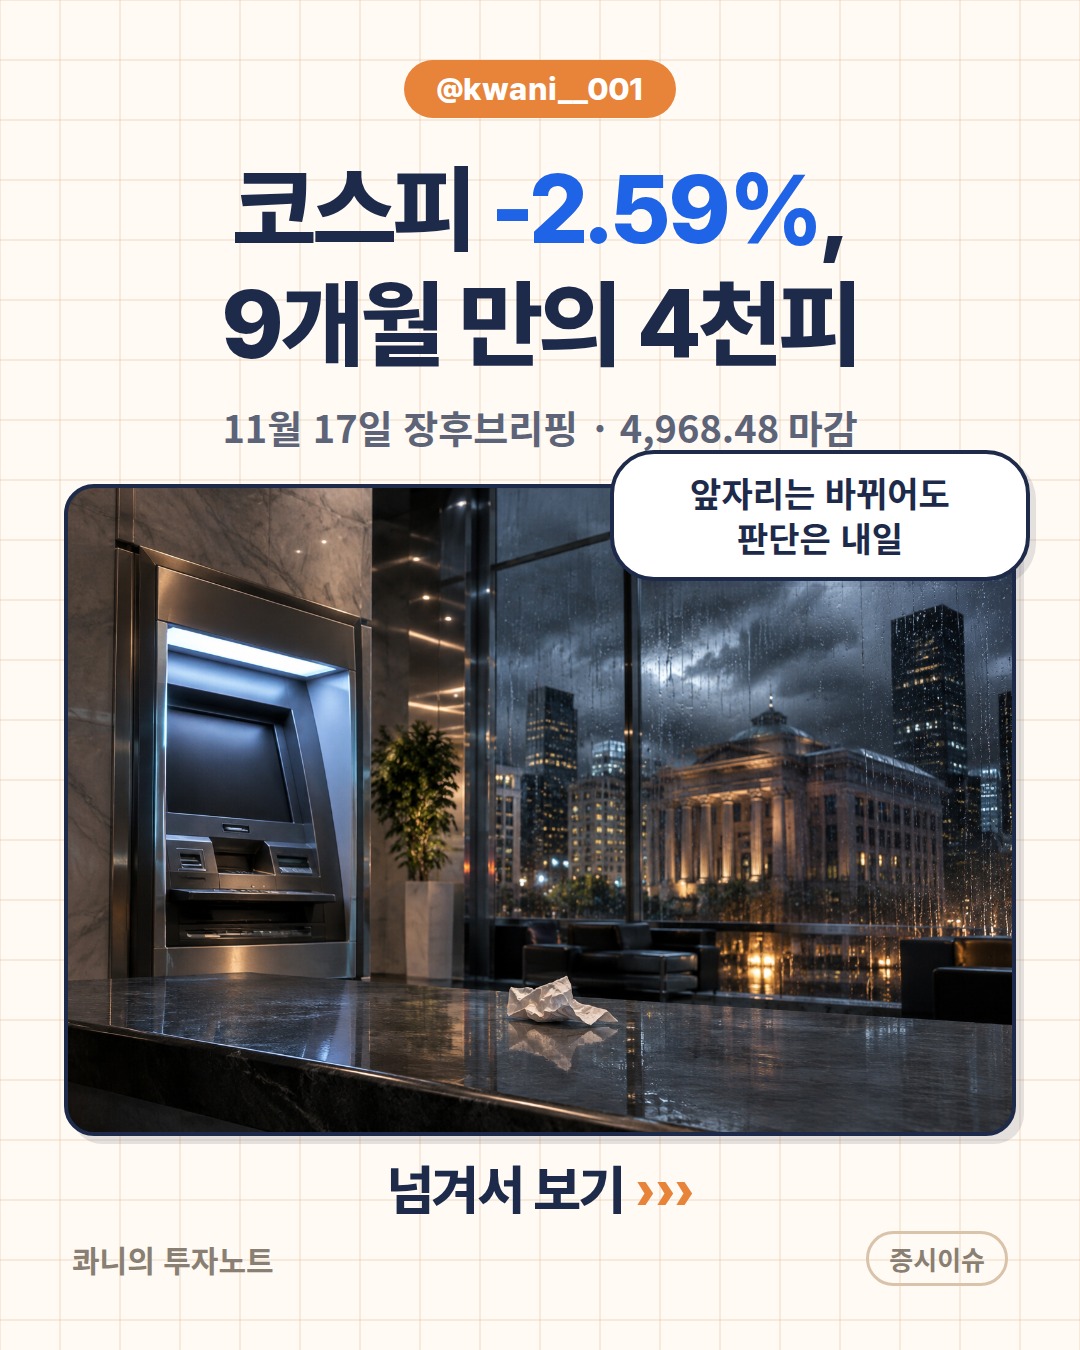 @kwani__001
코스피 -2.59%,
9개월 만의 4천피
11월 17일 장후브리핑 · 4,968.48 마감
앞자리는 바뀌어도
판단은 내일
넘겨서 보기 ›››
콰니의 투자노트
증시이슈